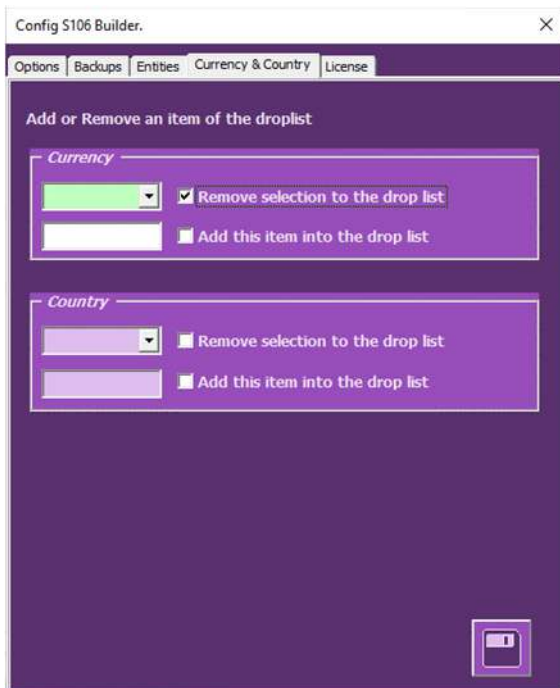 Config S106 Builder.
Options Backups Entities Currency & Country License
Add or Remove an item of the droplist
Currency
Remove selection to the drop list
Add this item into the drop list
Country
Remove selection to the drop list
Add this item into the drop list